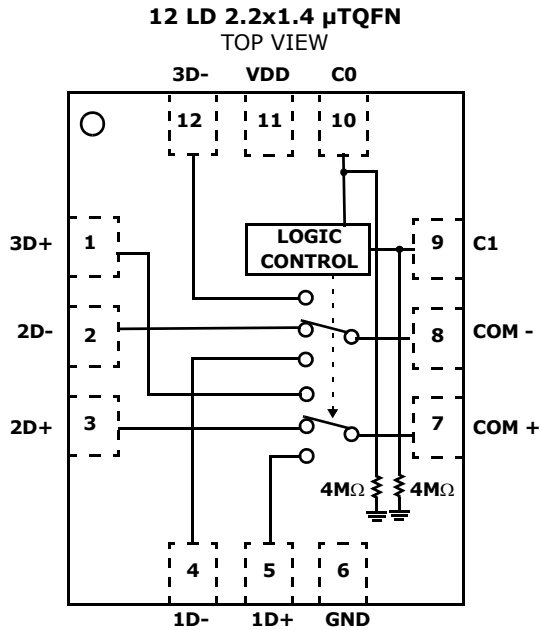 12 LD 2.2x1.4 µTQFN
TOP VIEW
3D- VDD C0
12 11 10
3D+ 1 LOGIC CONTROL 9 C1
2D- 2 8 COM -
2D+ 3 7 COM +
4MΩ 4MΩ
4 5 6
1D- 1D+ GND